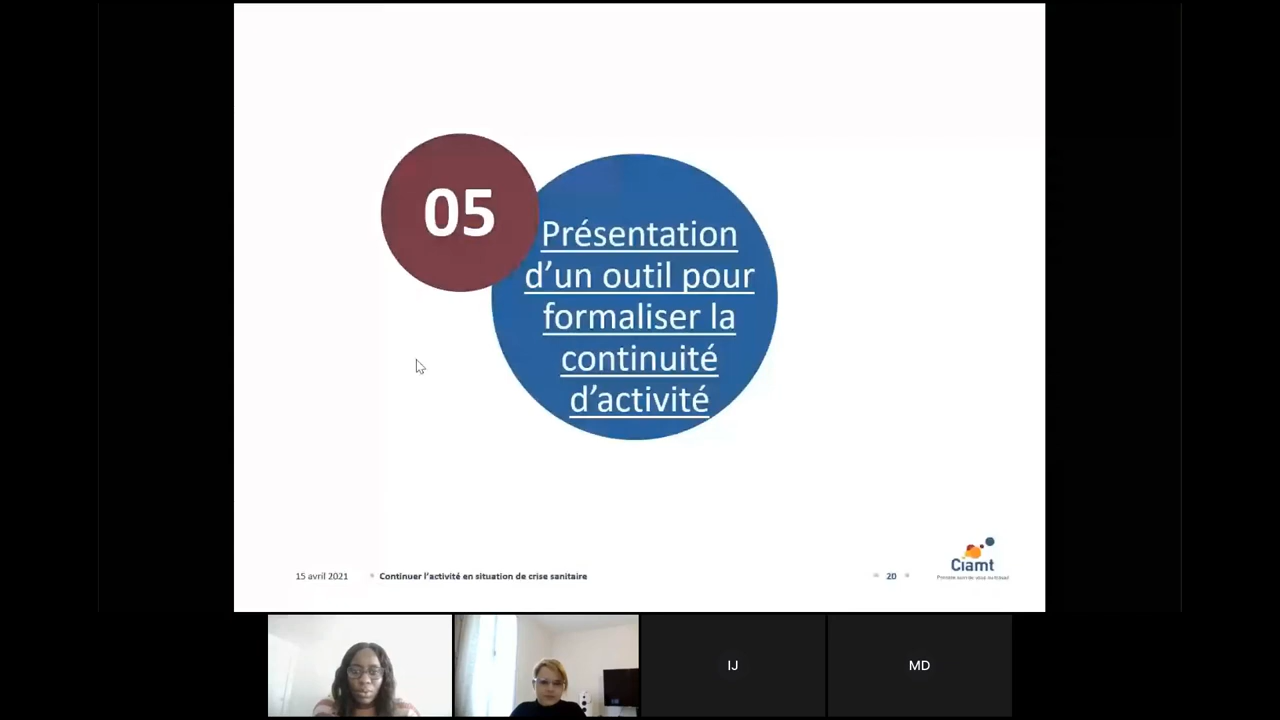 05
Présentation
d’un outil pour
formaliser la
continuité
d’activité
15 avril 2021
Continuer l’activité en situation de crise sanitaire
20
Ciamt
IJ
MD